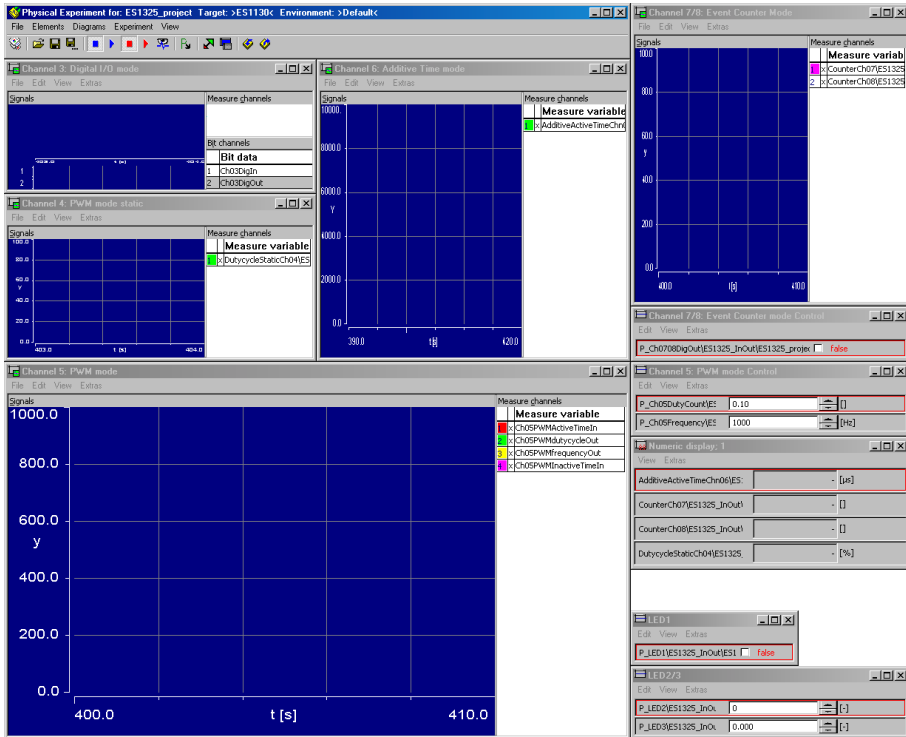 Physical Experiment for: ES1325_project Target: >ES1130< Environment: >Default<
File Elements Diagrams Experiment View
Channel 3: Digital I/O mode
File Edit View Extras
Signals
Measure channels
t [s]
1
2
Bit channels
Bit data
1 Ch03DigIn
2 Ch03DigOut
Channel 4: PWM mode static
File Edit View Extras
Signals
Measure channels
100.0
80.0
60.0
Y
40.0
20.0
0.0
403.0 t [s] 404.0
Measure variable
1 x DutycycleStaticCh04\ES
Channel 6: Additive Time mode
File Edit View Extras
Signals
Measure channels
10000.
8000.0
6000.0
Y
4000.0
2000.0
0.0
390.0 t[s] 420.0
Measure variable
1 x AdditiveActiveTimeChn(
Channel 7/8: Event Counter Mode
File Edit View Extras
Signals
Measure channels
100.0
80.0
60.0
y
40.0
20.0
0.0
400.0 t[s] 410.0
Measure variab
1 x CounterCh07\ES1325
2 x CounterCh08\ES1325
Channel 7/8: Event Counter mode Control
Edit View Extras
P_Ch0708DigOut\ES1325_InOut\ES1325_projec false
Channel 5: PWM mode
File Edit View Extras
Signals
Measure channels
1000.0
800.0
600.0
y
400.0
200.0
0.0
400.0 t [s] 410.0
Measure variable
1 x Ch05PWMActiveTimeIn
2 x Ch05PWMdutycycleOut
3 x Ch05PWMfrequencyOut
4 x Ch05PWMInactiveTimeIn
Channel 5: PWM mode Control
Edit View Extras
P_Ch05DutyCount\ES 0.10 []
P_Ch05Frequency\ES 1000 [Hz]
Numeric display: 1
View Extras
AdditiveActiveTimeChn06\ES: - [µs]
CounterCh07\ES1325_InOut\ - []
CounterCh08\ES1325_InOut\ - []
DutycycleStaticCh04\ES1325_ - [%]
LED1
Edit View Extras
P_LED1\ES1325_InOut\ES1 false
LED2/3
Edit View Extras
P_LED2\ES1325_InOu 0 [-]
P_LED3\ES1325_InOu 0.000 [-]